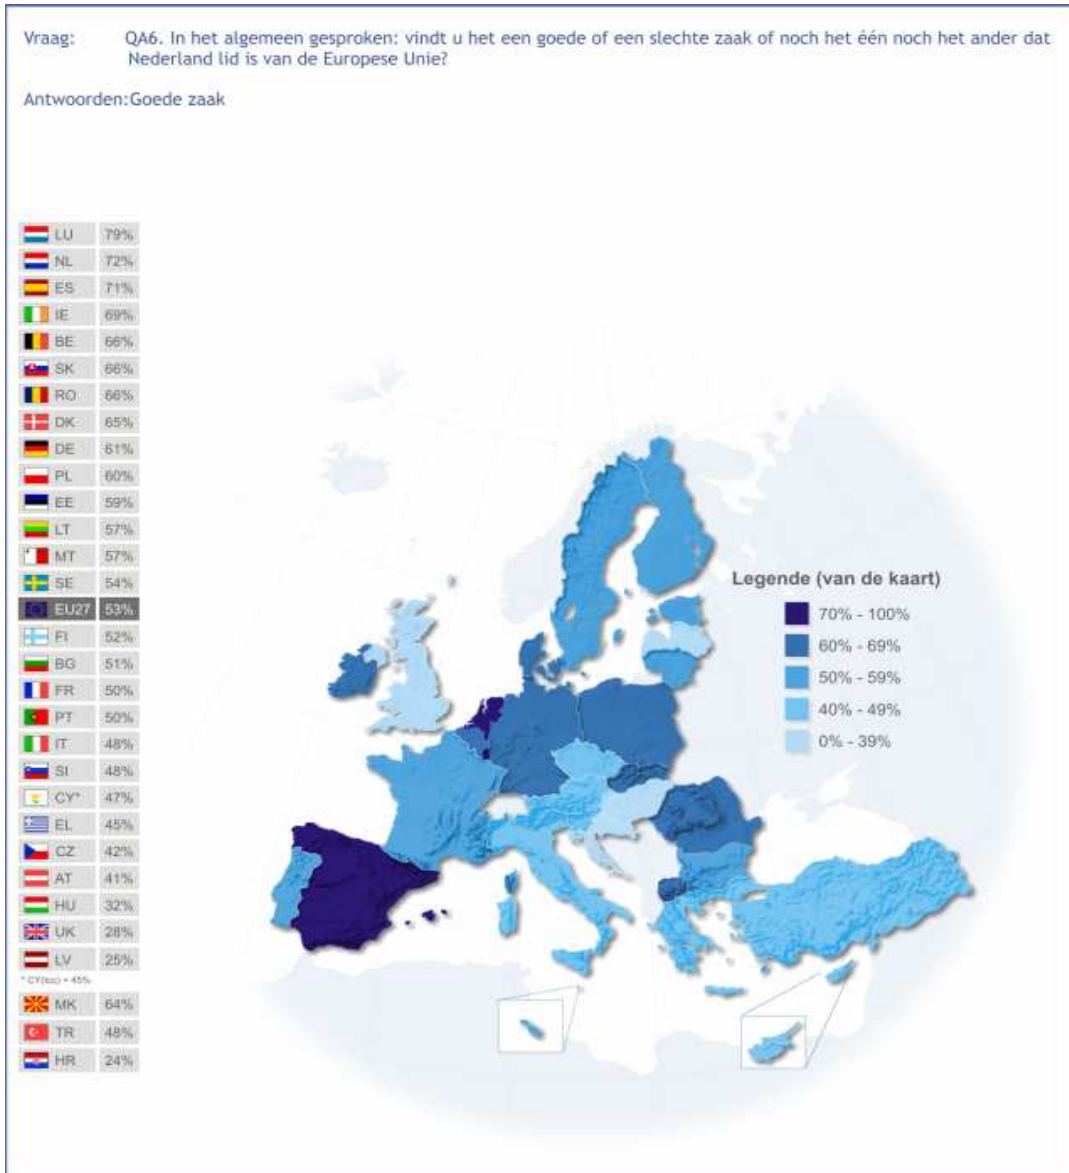 Vraag: QA6. In het algemeen gesproken: vindt u het een goede of een slechte zaak of noch het één noch het ander dat
Nederland lid is van de Europese Unie?
Antwoorden:Goede zaak
LU 79%
NL 72%
ES 71%
IE 69%
BE 66%
SK 66%
RO 66%
DK 65%
DE 61%
PL 60%
EE 59%
LT 57%
MT 57%
SE 54%
EU27 53%
FI 52%
BG 51%
FR 50%
PT 50%
IT 48%
SI 48%
CY* 47%
EL 45%
CZ 42%
AT 41%
HU 32%
UK 28%
LV 25%
* CY(tcc) = 45%
MK 64%
TR 48%
HR 24%
Legende (van de kaart)
70% - 100%
60% - 69%
50% - 59%
40% - 49%
0% - 39%